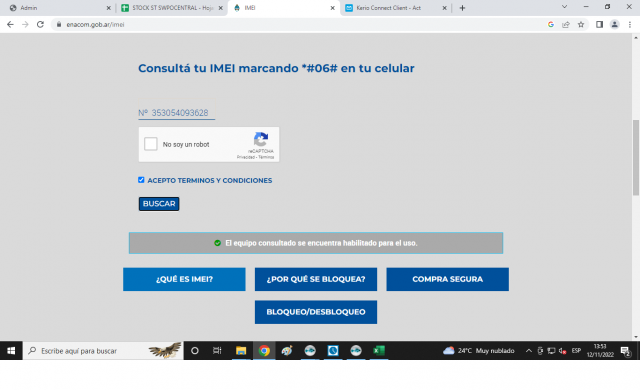 Admin
STOCK ST SWPOCENTRAL - Hoja
IMEI
Kerio Connect Client - Act
enacom.gob.ar/imei
Consultá tu IMEI marcando *#06# en tu celular
Nº 353054093628
No soy un robot
reCAPTCHA
Privacidad - Términos
ACEPTO TERMINOS Y CONDICIONES
BUSCAR
El equipo consultado se encuentra habilitado para el uso.
¿QUÉ ES IMEI?
¿POR QUÉ SE BLOQUEA?
COMPRA SEGURA
BLOQUEO/DESBLOQUEO
Escribe aquí para buscar
24°C Muy nublado
ESP
13:53
12/11/2022